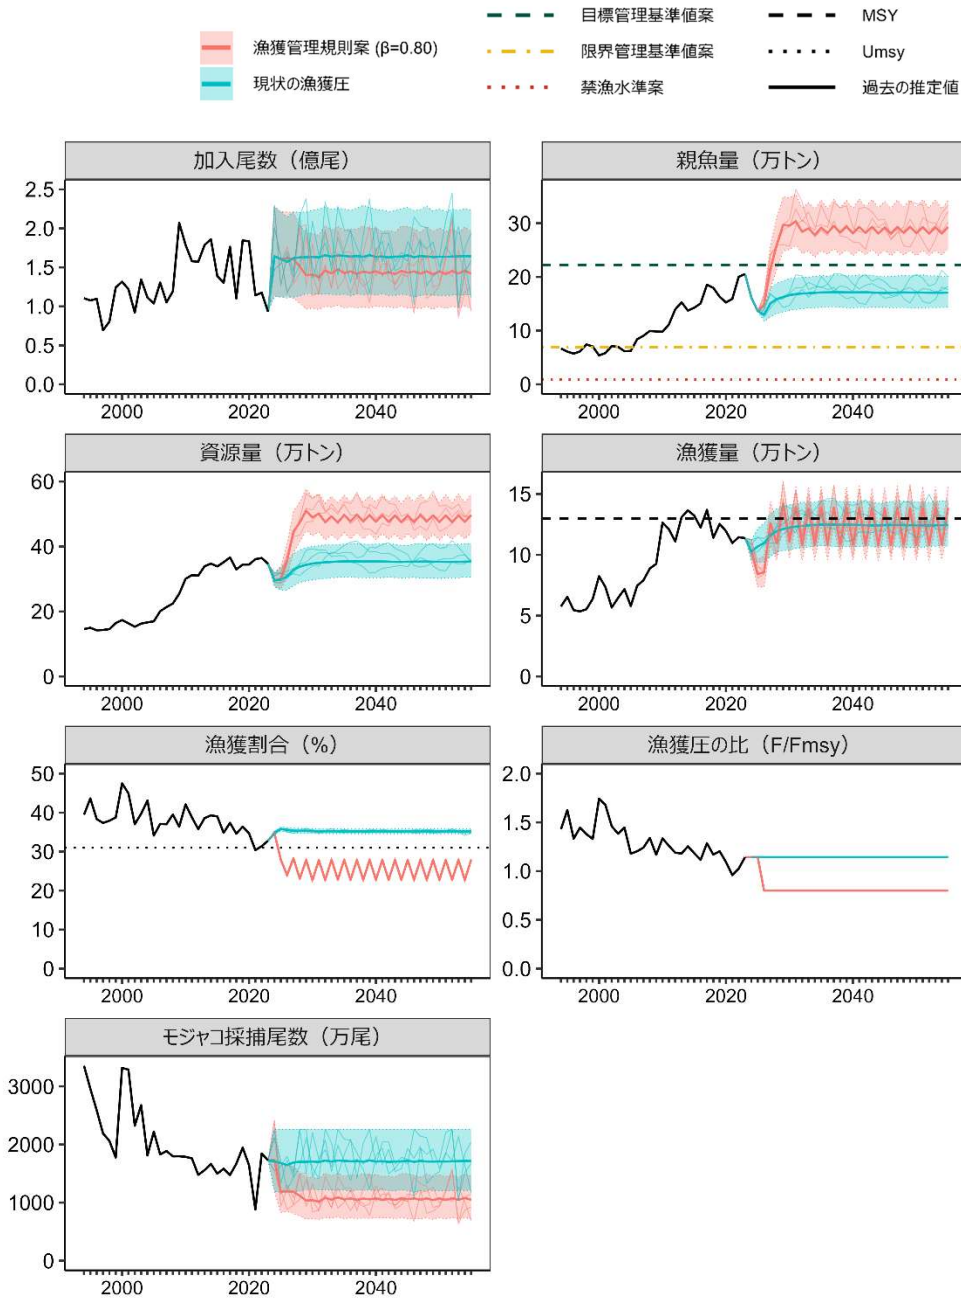 漁獲管理規則案 (β=0.80)
現状の漁獲圧
目標管理基準値案
限界管理基準値案
禁漁水準案
MSY
Umsy
過去の推定値
加入尾数（億尾）
2.5
2.0
1.5
1.0
0.5
0.0
2000 2020 2040
親魚量（万トン）
30
20
10
0
2000 2020 2040
資源量（万トン）
60
40
20
0
2000 2020 2040
漁獲量（万トン）
15
10
5
0
2000 2020 2040
漁獲割合（%）
50
40
30
20
10
0
2000 2020 2040
漁獲圧の比（F/Fmsy）
2.0
1.5
1.0
0.5
0.0
2000 2020 2040
モジャコ採捕尾数（万尾）
3000
2000
1000
0
2000 2020 2040